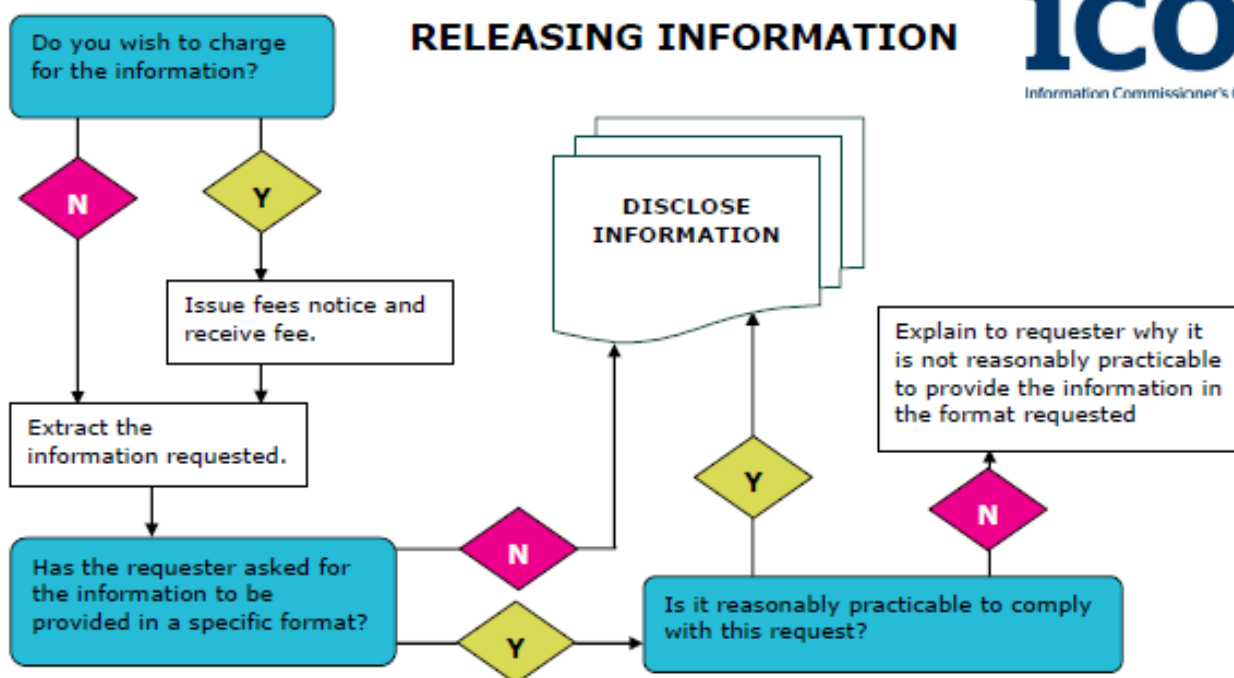 RELEASING INFORMATION
ico
Information Commissioner's
Do you wish to charge
for the information?
N
Y
Issue fees notice and
receive fee.
Extract the
information requested.
Has the requester asked for
the information to be
provided in a specific format?
N
Y
DISCLOSE
INFORMATION
Is it reasonably practicable to comply
with this request?
Y
N
Explain to requester why it
is not reasonably practicable
to provide the information in
the format requested